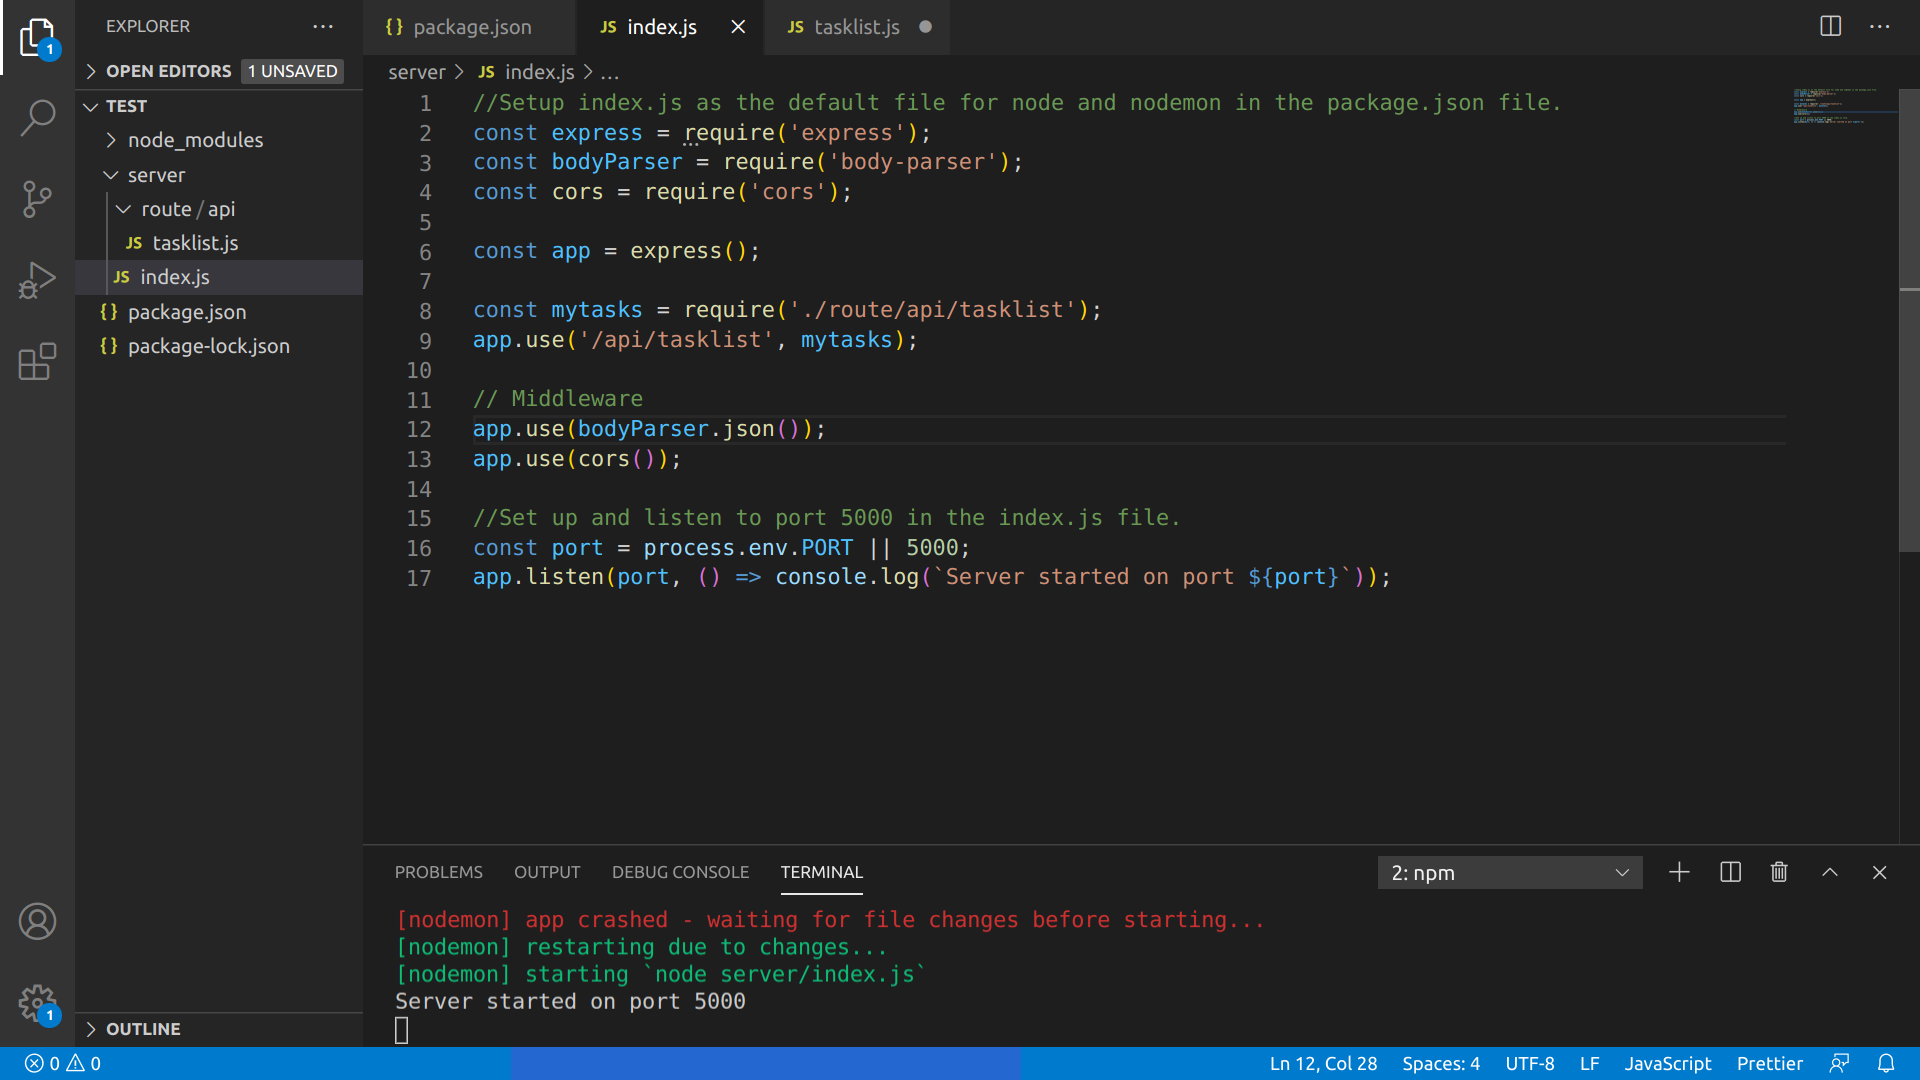 EXPLORER
OPEN EDITORS 1 UNSAVED
TEST
node_modules
server
route / api
JS tasklist.js
JS index.js
{} package.json
{} package-lock.json
OUTLINE
1
1
{} package.json
JS index.js
JS tasklist.js
server > JS index.js > ...
1 //Setup index.js as the default file for node and nodemon in the package.json file.
2 const express = require('express');
3 const bodyParser = require('body-parser');
4 const cors = require('cors');
5
6 const app = express();
7
8 const mytasks = require('./route/api/tasklist');
9 app.use('/api/tasklist', mytasks);
10
11 // Middleware
12 app.use(bodyParser.json());
13 app.use(cors());
14
15 //Set up and listen to port 5000 in the index.js file.
16 const port = process.env.PORT || 5000;
17 app.listen(port, () => console.log(`Server started on port ${port}`));
PROBLEMS OUTPUT DEBUG CONSOLE TERMINAL 2: npm
[nodemon] app crashed - waiting for file changes before starting...
[nodemon] restarting due to changes...
[nodemon] starting `node server/index.js`
Server started on port 5000
0 0 Ln 12, Col 28 Spaces: 4 UTF-8 LF JavaScript Prettier